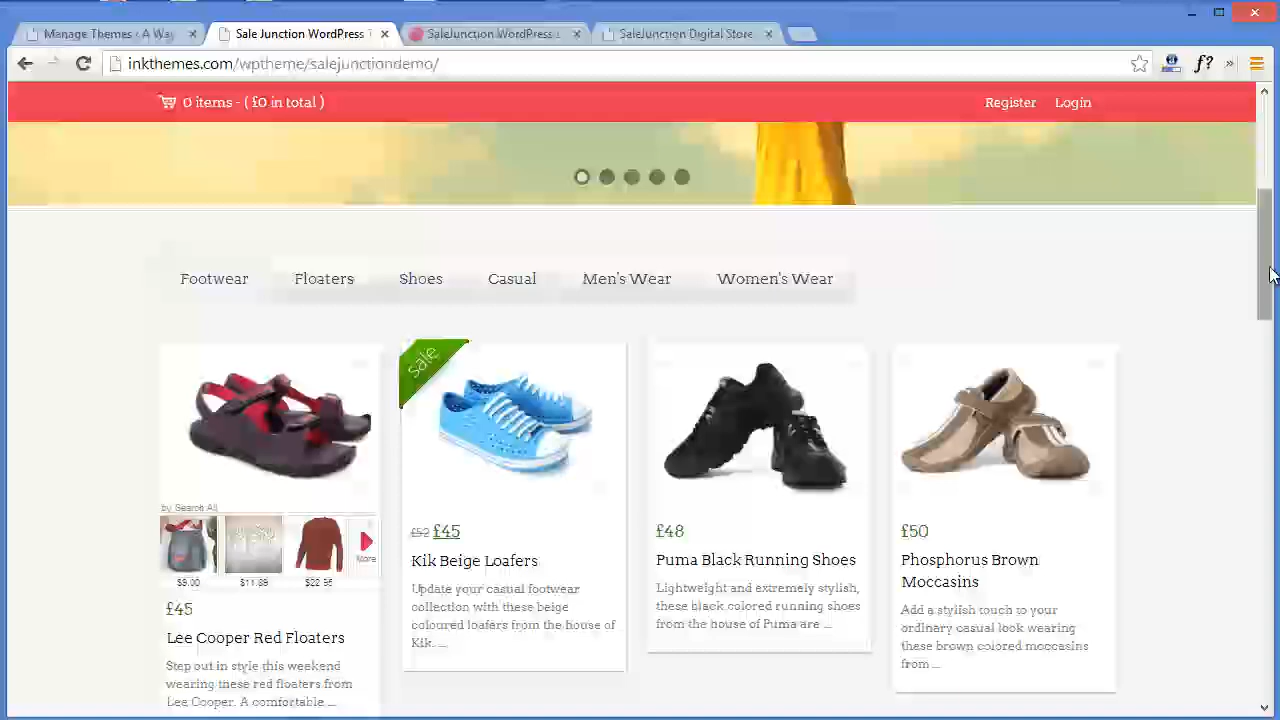 Manage Themes ‹ A Way
Sale Junction WordPress T
SaleJunction WordPress
SaleJunction Digital Store
inkthemes.com/wptheme/salejunctiondemo/
f?
»
0 items - ( £0 in total )
Register
Login
Footwear
Floaters
Shoes
Casual
Men's Wear
Women's Wear
by Search All
$9.00
$11.89
More
£45
Lee Cooper Red Floaters
Step out in style this weekend
wearing these red floaters from
Lee Cooper. A comfortable ...
sale
£52 £45
Kik Beige Loafers
Update your casual footwear
collection with these beige
coloured loafers from the house of
Kik. ...
£48
Puma Black Running Shoes
Lightweight and extremely stylish,
these black colored running shoes
from the house of Puma are ...
£50
Phosphorus Brown
Moccasins
Add a stylish touch to your
ordinary casual look wearing
these brown colored moccasins
from ...